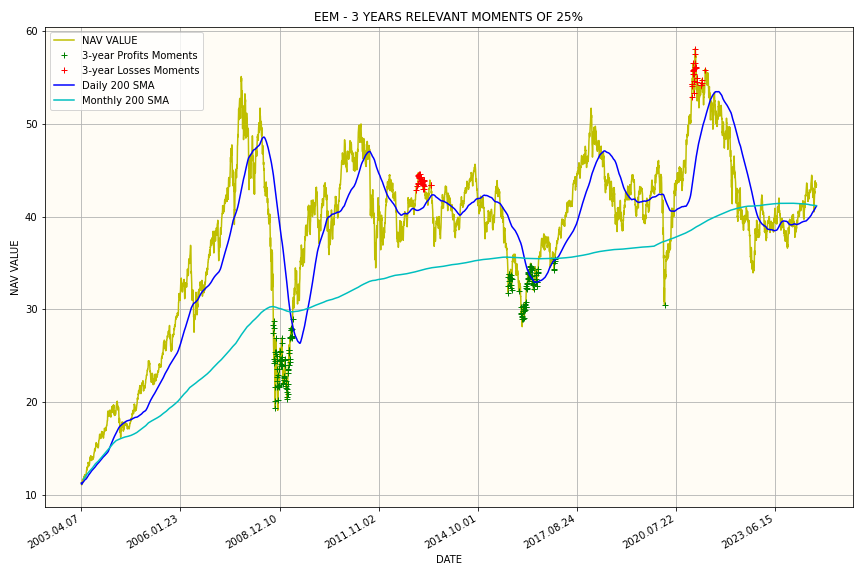 EEM - 3 YEARS RELEVANT MOMENTS OF 25%
NAV VALUE
3-year Profits Moments
3-year Losses Moments
Daily 200 SMA
Monthly 200 SMA
60
50
40
30
20
10
NAV VALUE
2003.04.07
2006.01.23
2008.12.10
2011.11.02
2014.10.01
2017.08.24
2020.07.22
2023.06.15
DATE